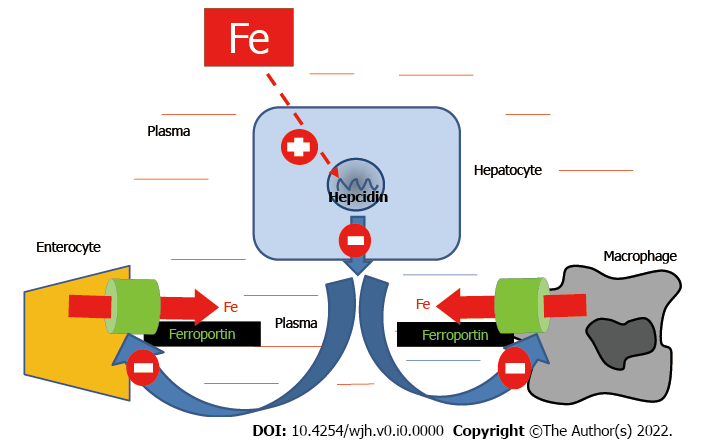 Fe
Plasma
Hepatocyte
Hepcidin
Enterocyte
Macrophage
Fe
Fe
Plasma
Ferroportin
Ferroportin
DOI: 10.4254/wjh.v0.i0.0000 Copyright ©The Author(s) 2022.